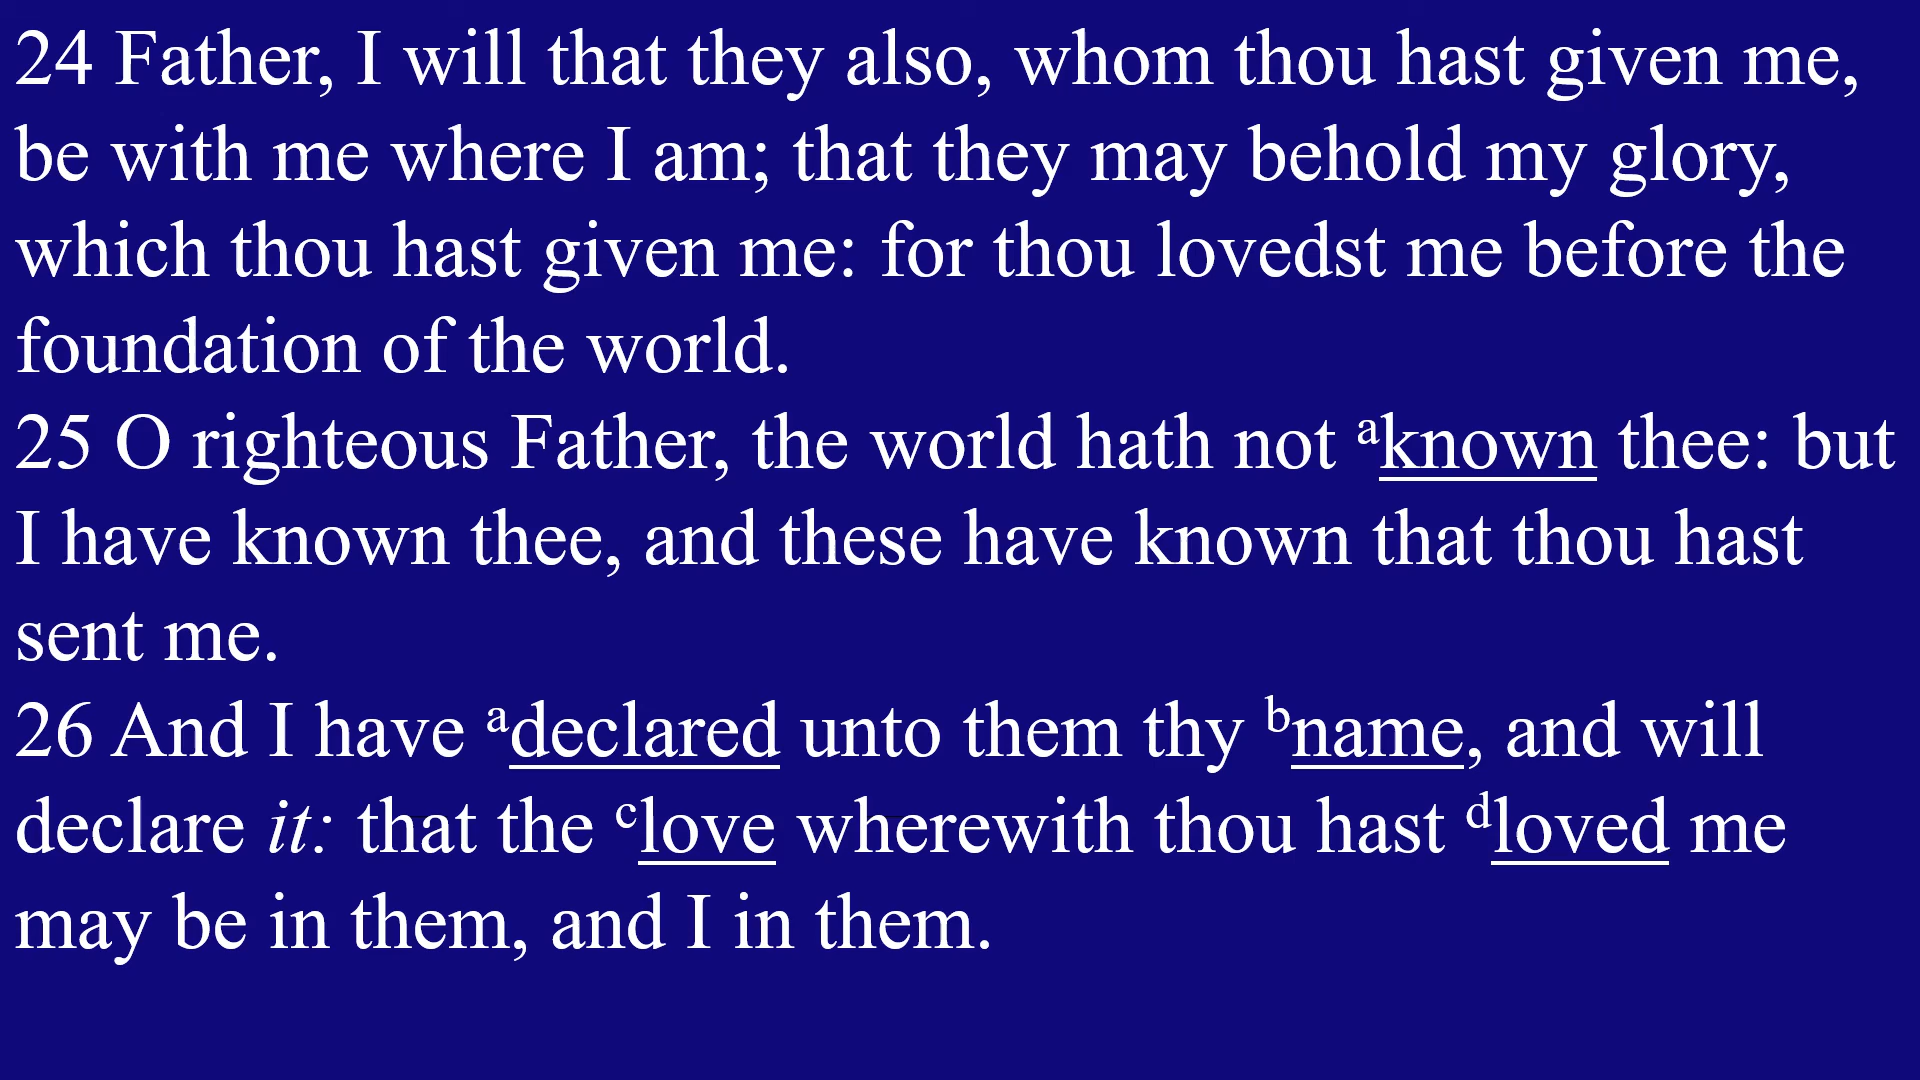 24 Father, I will that they also, whom thou hast given me,
be with me where I am; that they may behold my glory,
which thou hast given me: for thou lovedst me before the
foundation of the world.
25 O righteous Father, the world hath not ᵃknown thee: but
I have known thee, and these have known that thou hast
sent me.
26 And I have ᵃdeclared unto them thy ᵇname, and will
declare it: that the ᶜlove wherewith thou hast ᵈloved me
may be in them, and I in them.